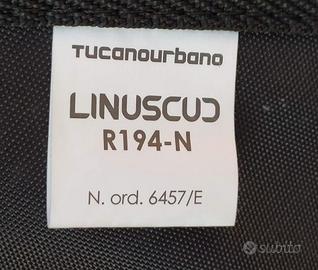 TUCANOURBANO
LINUSCUD
R194-N
N. ord. 6457/E
subito